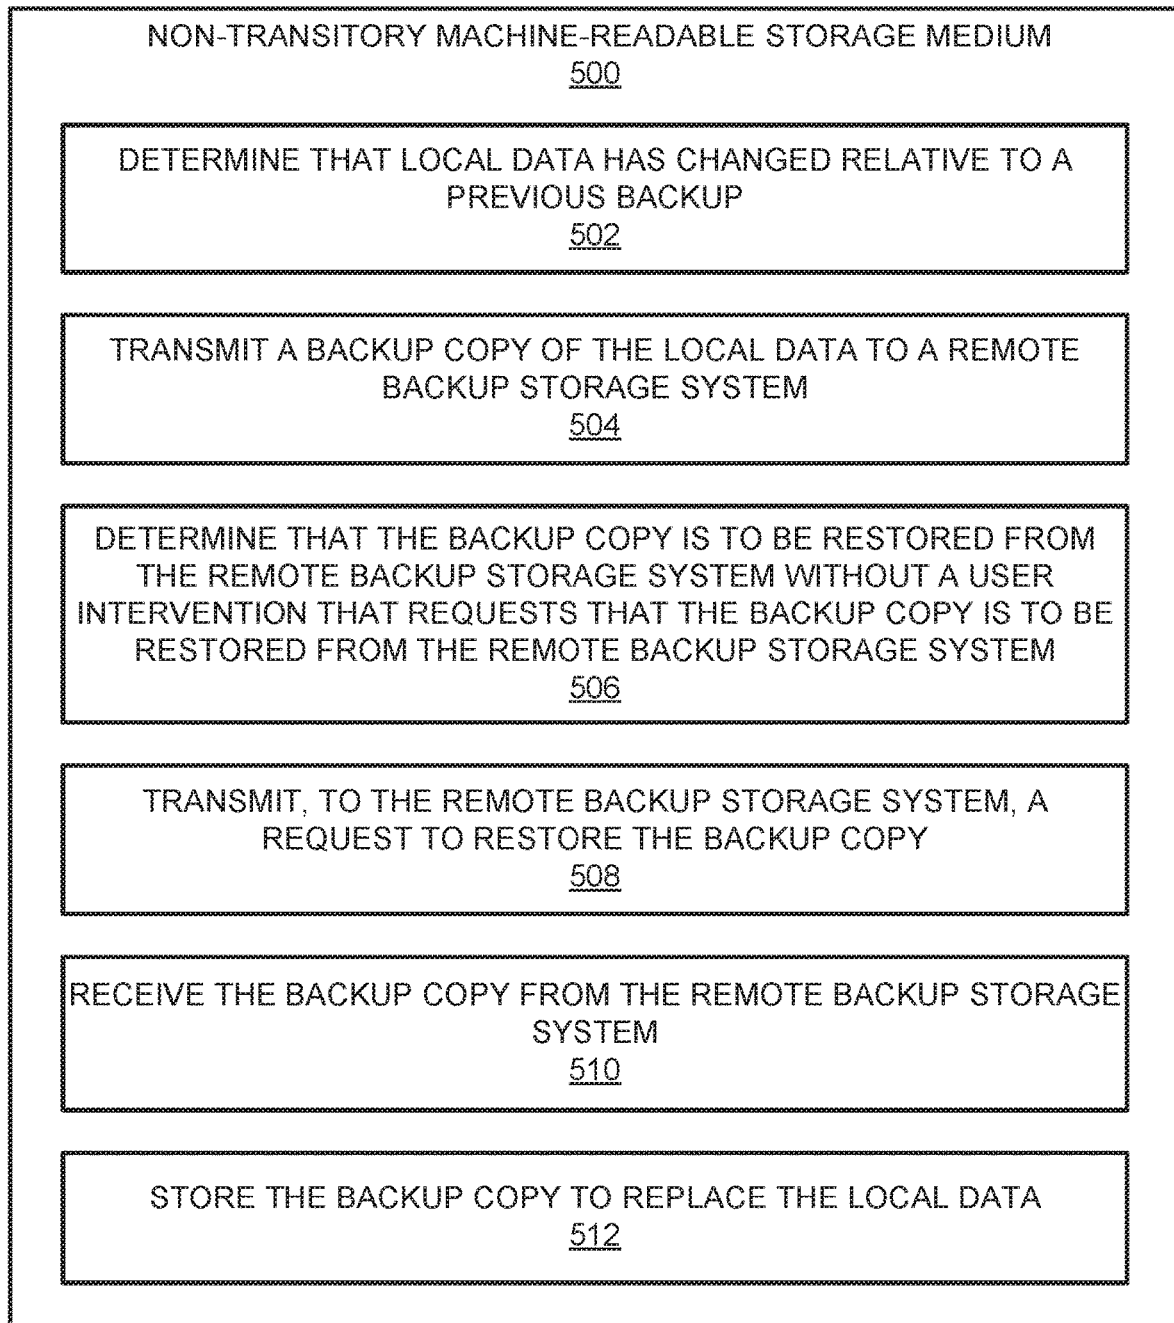 NON-TRANSITORY MACHINE-READABLE STORAGE MEDIUM
500
DETERMINE THAT LOCAL DATA HAS CHANGED RELATIVE TO A
PREVIOUS BACKUP
502
TRANSMIT A BACKUP COPY OF THE LOCAL DATA TO A REMOTE
BACKUP STORAGE SYSTEM
504
DETERMINE THAT THE BACKUP COPY IS TO BE RESTORED FROM
THE REMOTE BACKUP STORAGE SYSTEM WITHOUT A USER
INTERVENTION THAT REQUESTS THAT THE BACKUP COPY IS TO BE
RESTORED FROM THE REMOTE BACKUP STORAGE SYSTEM
506
TRANSMIT, TO THE REMOTE BACKUP STORAGE SYSTEM, A
REQUEST TO RESTORE THE BACKUP COPY
508
RECEIVE THE BACKUP COPY FROM THE REMOTE BACKUP STORAGE
SYSTEM
510
STORE THE BACKUP COPY TO REPLACE THE LOCAL DATA
512